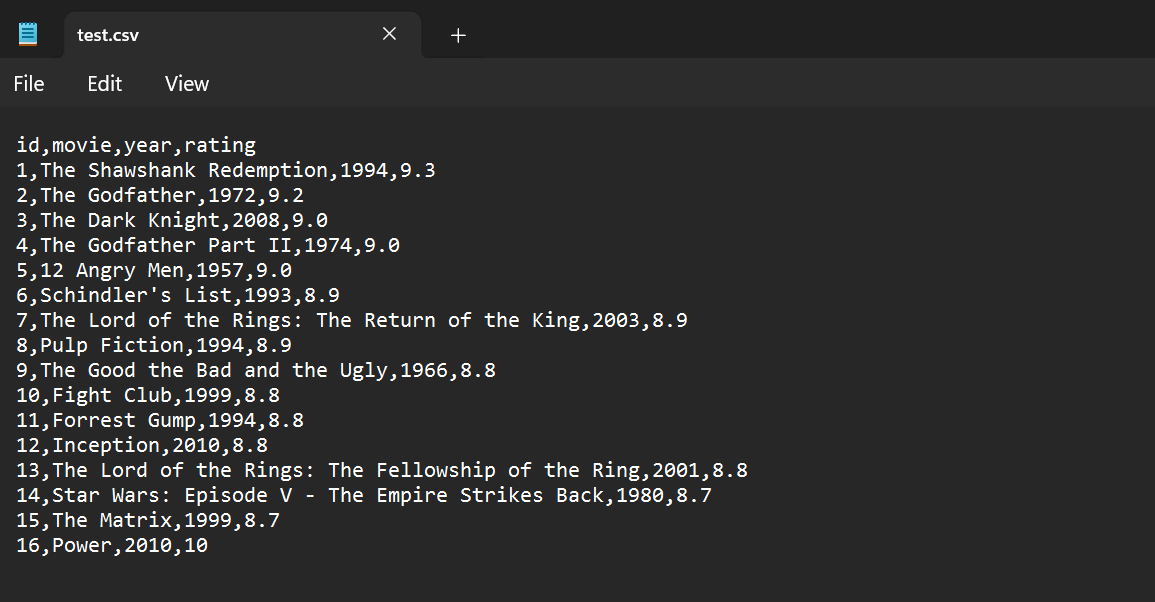 test.csv
File Edit View
id,movie,year,rating
1,The Shawshank Redemption,1994,9.3
2,The Godfather,1972,9.2
3,The Dark Knight,2008,9.0
4,The Godfather Part II,1974,9.0
5,12 Angry Men,1957,9.0
6,Schindler's List,1993,8.9
7,The Lord of the Rings: The Return of the King,2003,8.9
8,Pulp Fiction,1994,8.9
9,The Good the Bad and the Ugly,1966,8.8
10,Fight Club,1999,8.8
11,Forrest Gump,1994,8.8
12,Inception,2010,8.8
13,The Lord of the Rings: The Fellowship of the Ring,2001,8.8
14,Star Wars: Episode V - The Empire Strikes Back,1980,8.7
15,The Matrix,1999,8.7
16,Power,2010,10